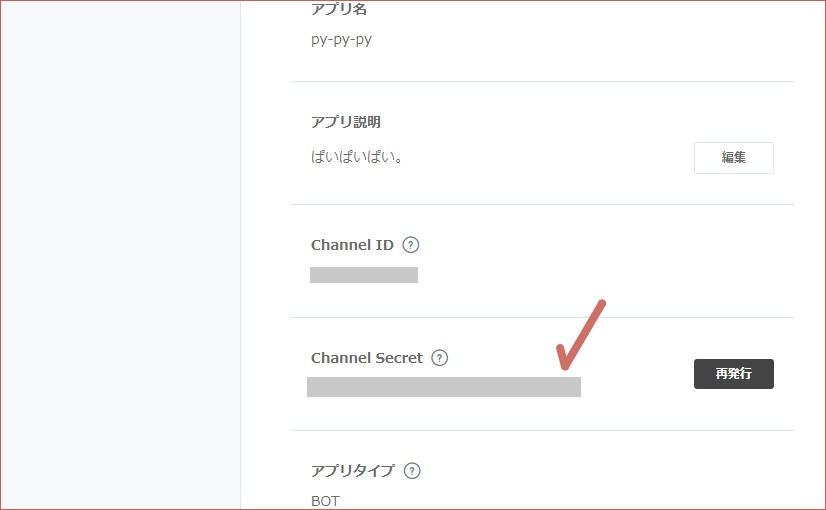 アプリ名
py-py-py
アプリ説明
ぱいぱいぱい。
編集
Channel ID ?
Channel Secret ?
再発行
アプリタイプ ?
BOT